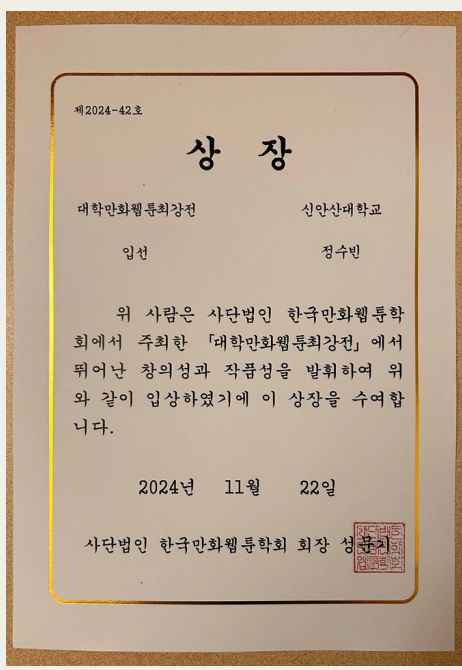 제2024-42호
상 장
대학만화웹툰최강전 신안산대학교
입선 정수빈
위 사람은 사단법인 한국만화웹툰학
회에서 주최한 「대학만화웹툰최강전」에서
뛰어난 창의성과 작품성을 발휘하여 위
와 같이 입상하였기에 이 상장을 수여합
니다.
2024년 11월 22일
사단법인 한국만화웹툰학회 회장 성문기